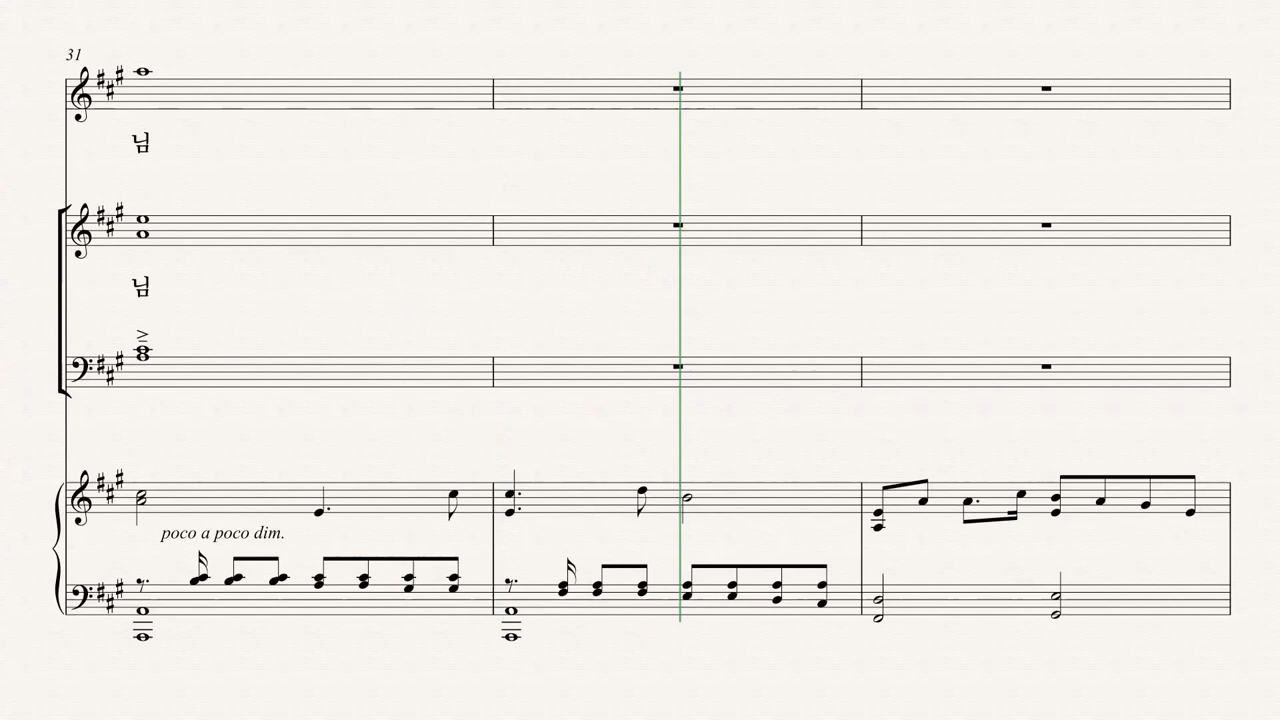 31
님
님
poco a poco dim.